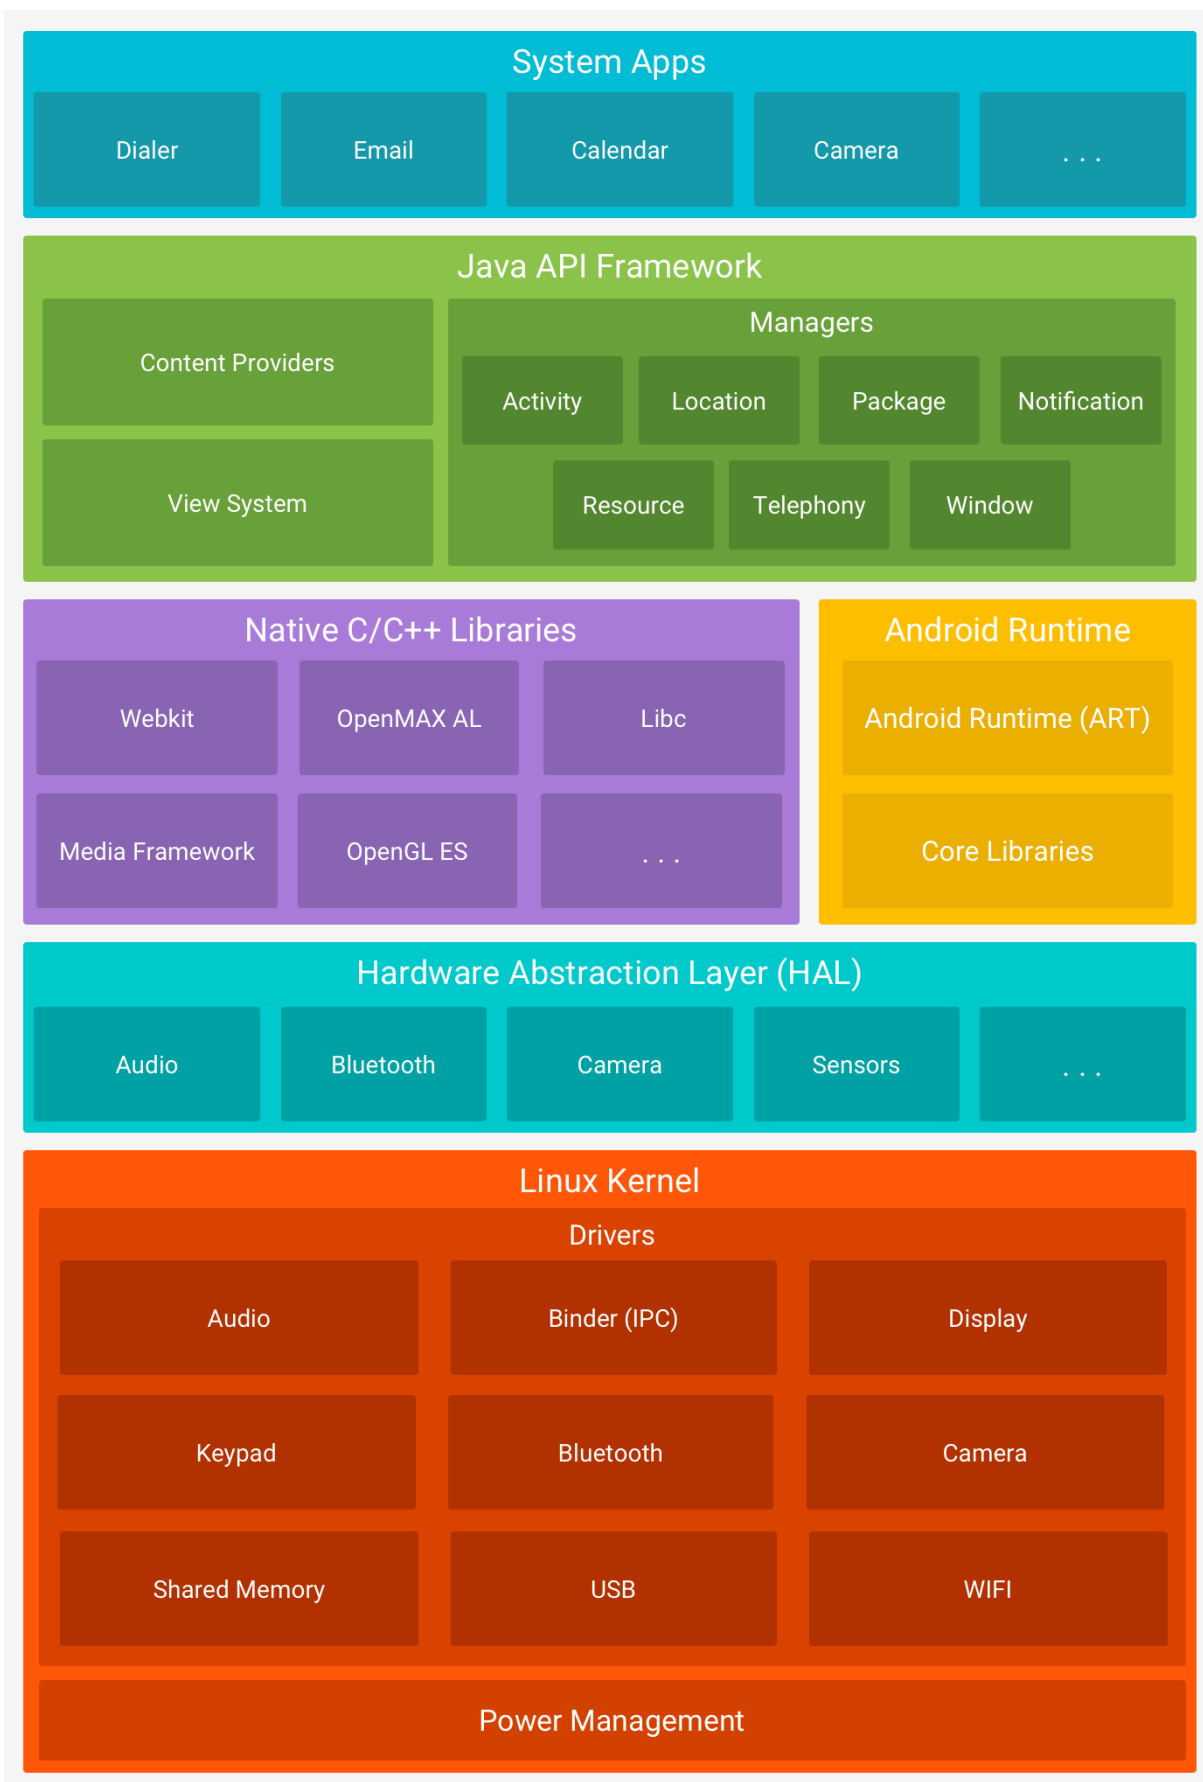 System Apps
Dialer
Email
Calendar
Camera
. . .
Java API Framework
Content Providers
View System
Managers
Activity
Location
Package
Notification
Resource
Telephony
Window
Native C/C++ Libraries
Webkit
OpenMAX AL
Libc
Media Framework
OpenGL ES
. . .
Android Runtime
Android Runtime (ART)
Core Libraries
Hardware Abstraction Layer (HAL)
Audio
Bluetooth
Camera
Sensors
. . .
Linux Kernel
Drivers
Audio
Binder (IPC)
Display
Keypad
Bluetooth
Camera
Shared Memory
USB
WIFI
Power Management